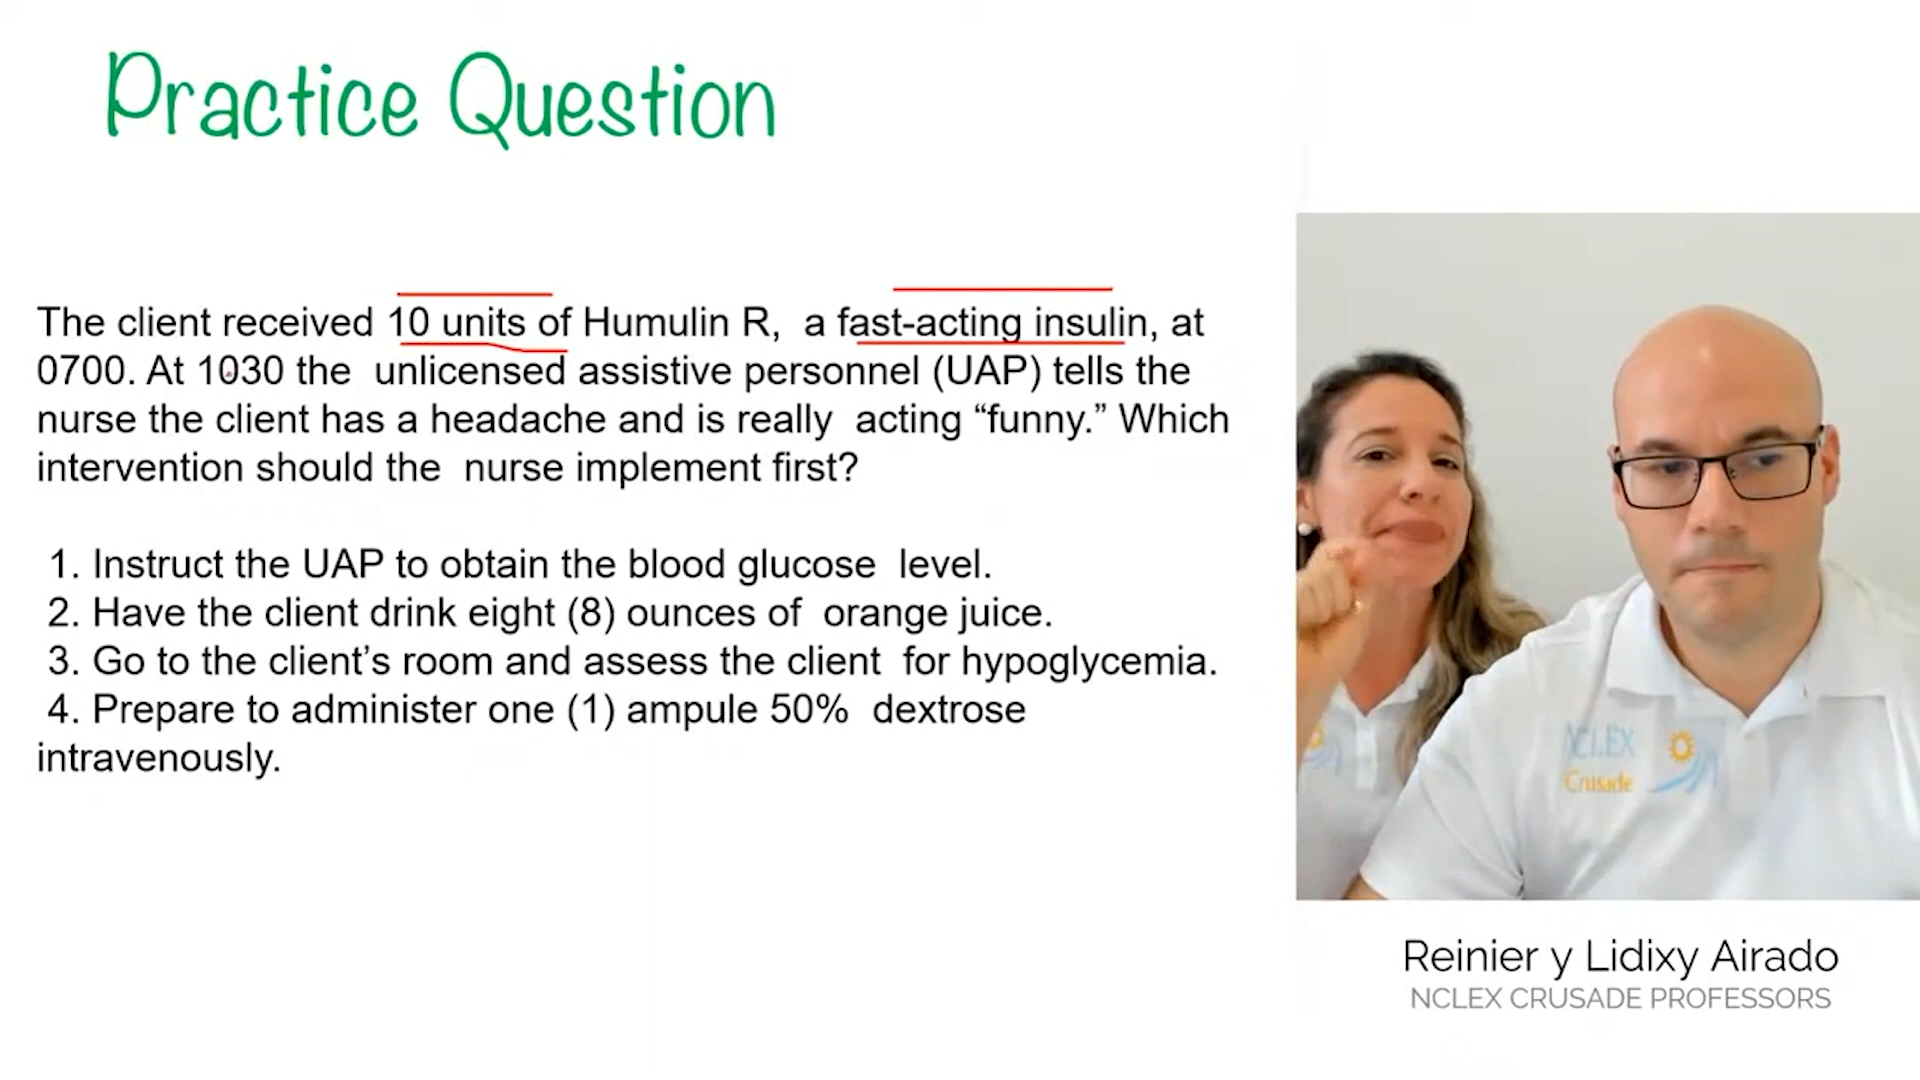 Practice Question
The client received 10 units of Humulin R, a fast-acting insulin, at
0700. At 1030 the unlicensed assistive personnel (UAP) tells the
nurse the client has a headache and is really acting “funny.” Which
intervention should the nurse implement first?
1. Instruct the UAP to obtain the blood glucose level.
2. Have the client drink eight (8) ounces of orange juice.
3. Go to the client’s room and assess the client for hypoglycemia.
4. Prepare to administer one (1) ampule 50% dextrose
intravenously.
NCLEX
Crusade
Reinier y Lidixy Airado
NCLEX CRUSADE PROFESSORS